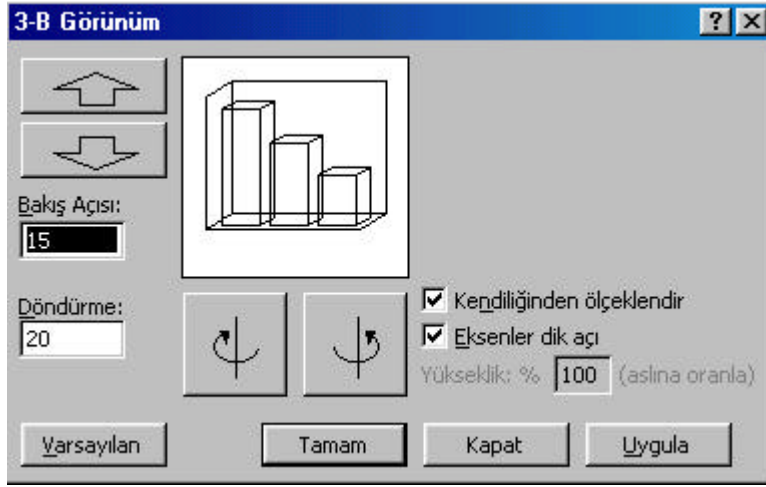 3-B Görünüm
Bakış Açısı:
15
Döndürme:
20
Kendiliğinden ölçeklendir
Eksenler dik açı
Yükseklik: % 100 (aslına oranla)
Varsayılan Tamam Kapat Uygula